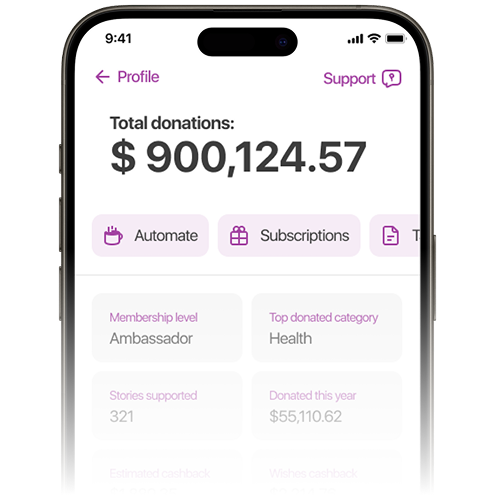 9:41
Profile
Support
Total donations:
$ 900,124.57
Automate
Subscriptions
Membership level
Ambassador
Top donated category
Health
Stories supported
321
Donated this year
$55,110.62
Estimated cashback
Wishes cashback